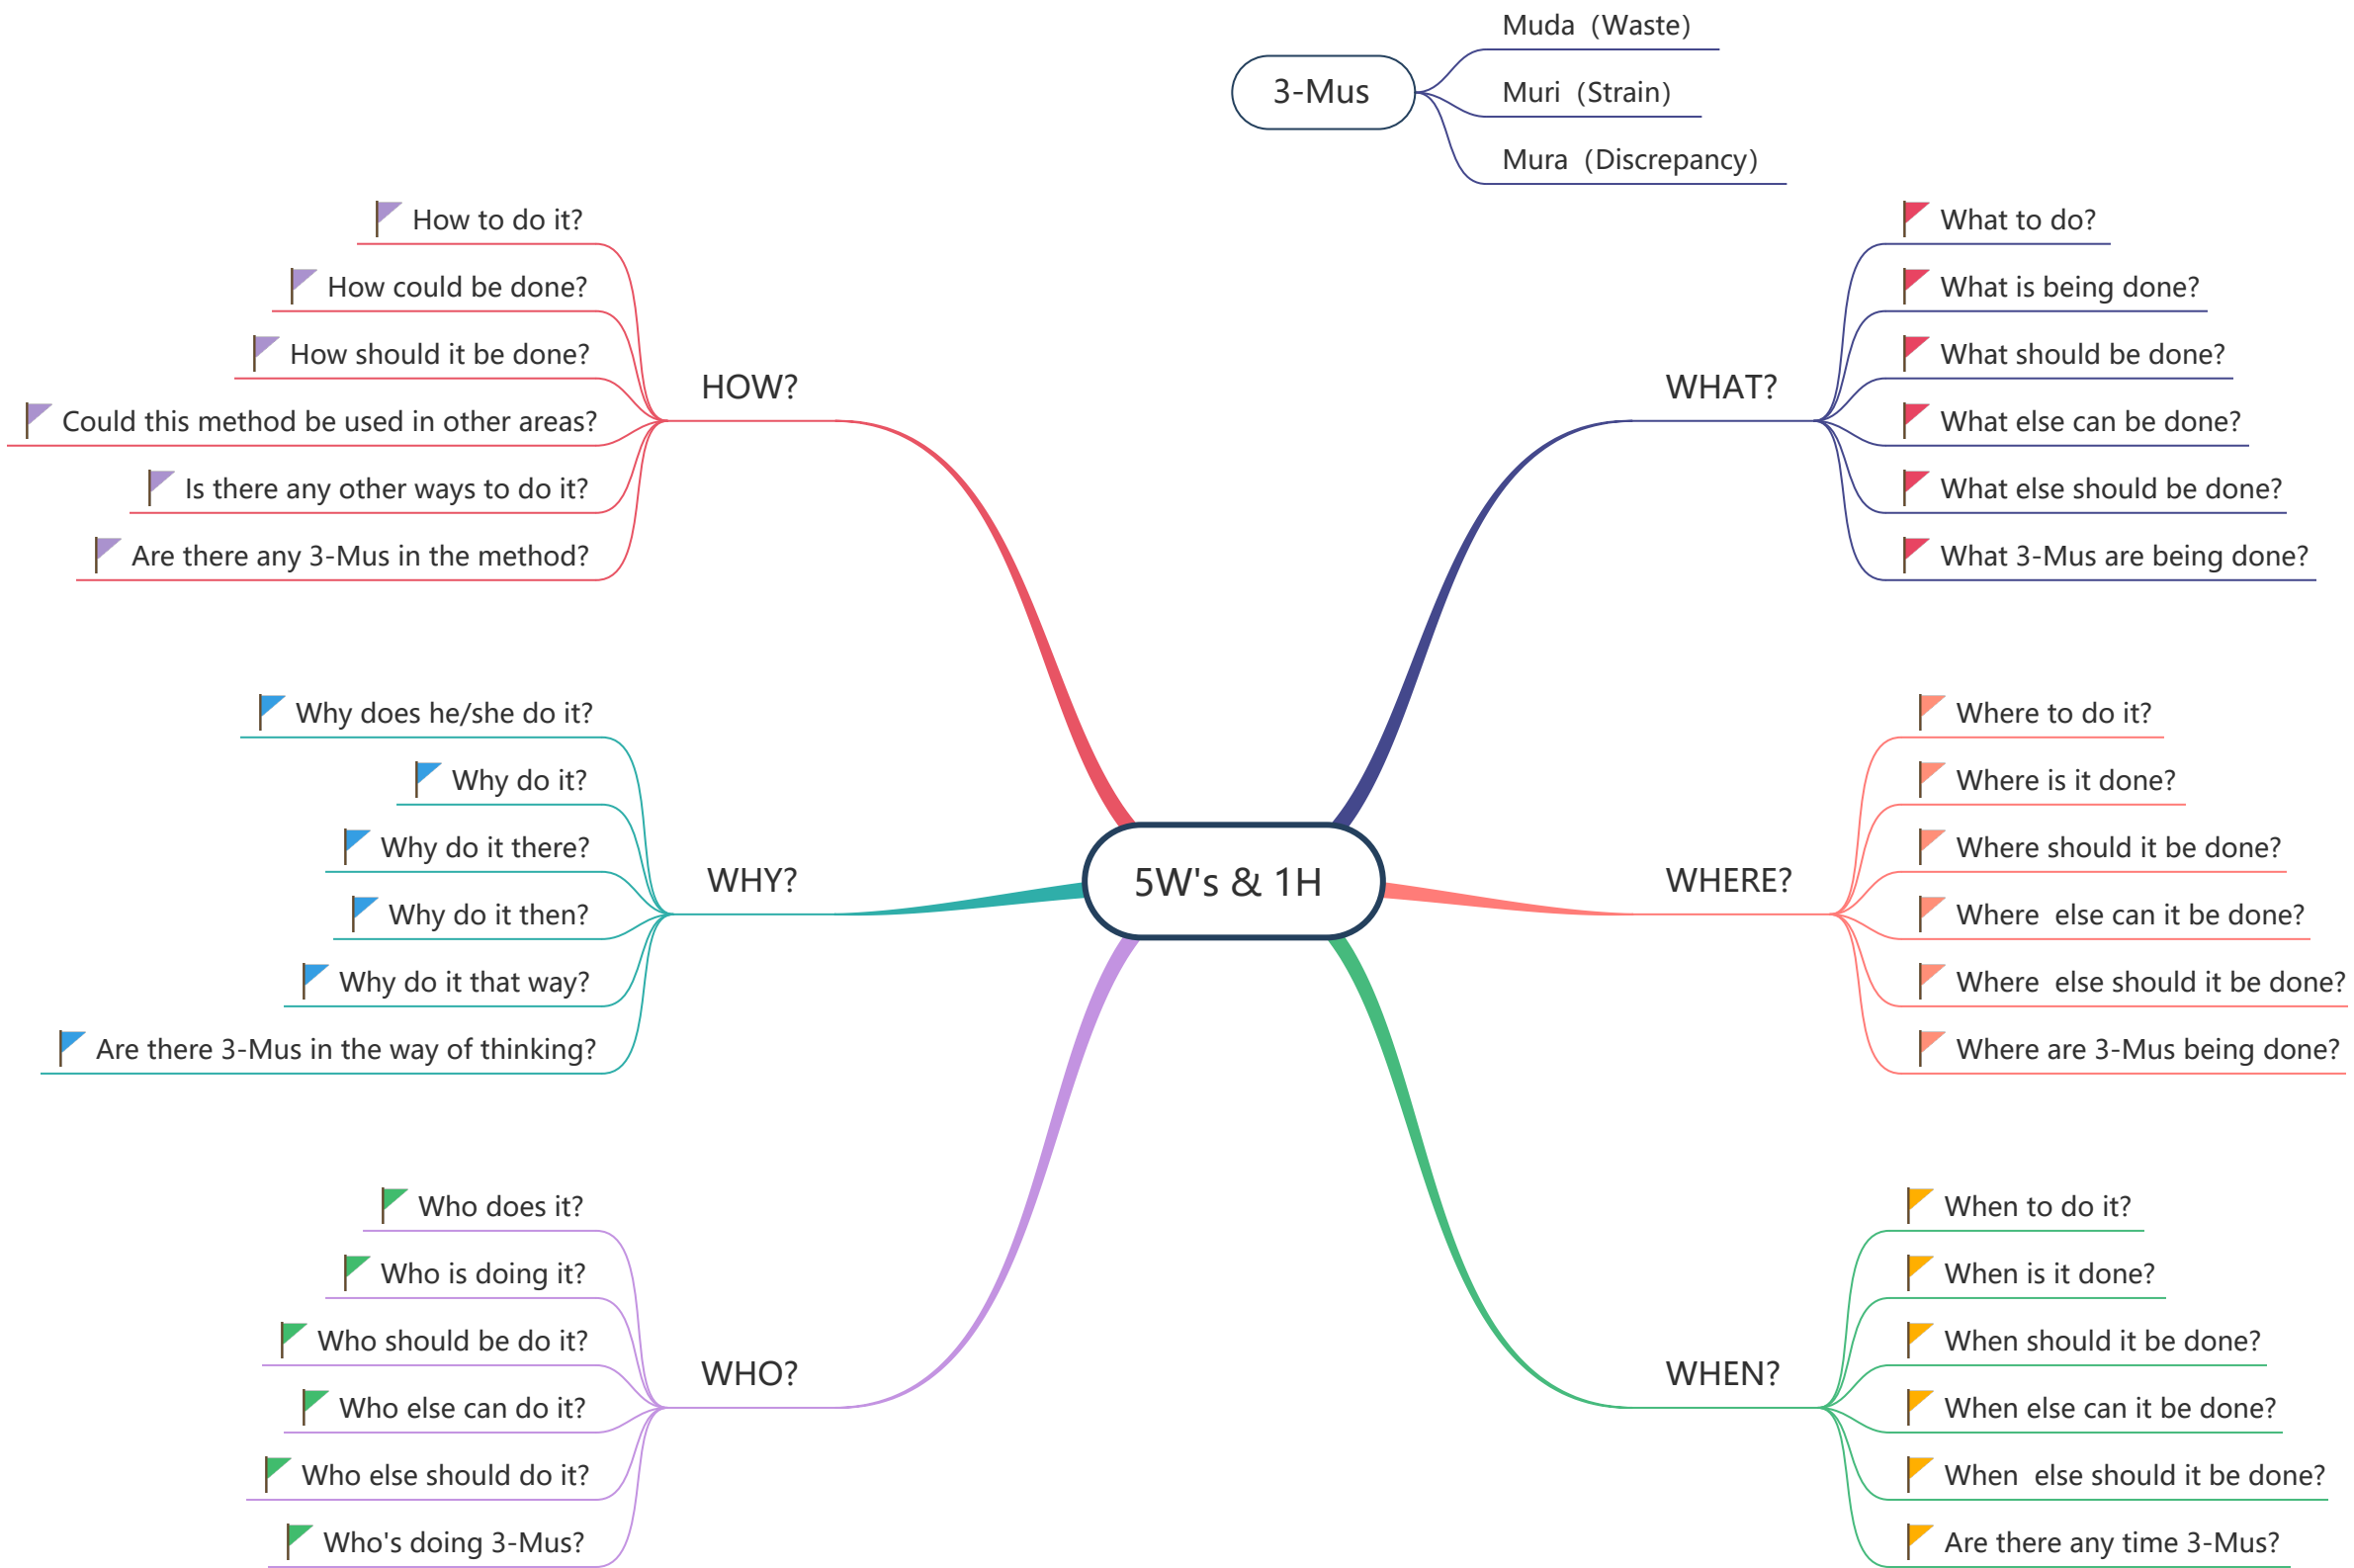 3-Mus
Muda（Waste）
Muri（Strain）
Mura（Discrepancy）
5W's & 1H
HOW?
How to do it?
How could be done?
How should it be done?
Could this method be used in other areas?
Is there any other ways to do it?
Are there any 3-Mus in the method?
WHY?
Why does he/she do it?
Why do it?
Why do it there?
Why do it then?
Why do it that way?
Are there 3-Mus in the way of thinking?
WHO?
Who does it?
Who is doing it?
Who should be do it?
Who else can do it?
Who else should do it?
Who's doing 3-Mus?
WHAT?
What to do?
What is being done?
What should be done?
What else can be done?
What else should be done?
What 3-Mus are being done?
WHERE?
Where to do it?
Where is it done?
Where should it be done?
Where  else can it be done?
Where  else should it be done?
Where are 3-Mus being done?
WHEN?
When to do it?
When is it done?
When should it be done?
When else can it be done?
When  else should it be done?
Are there any time 3-Mus?